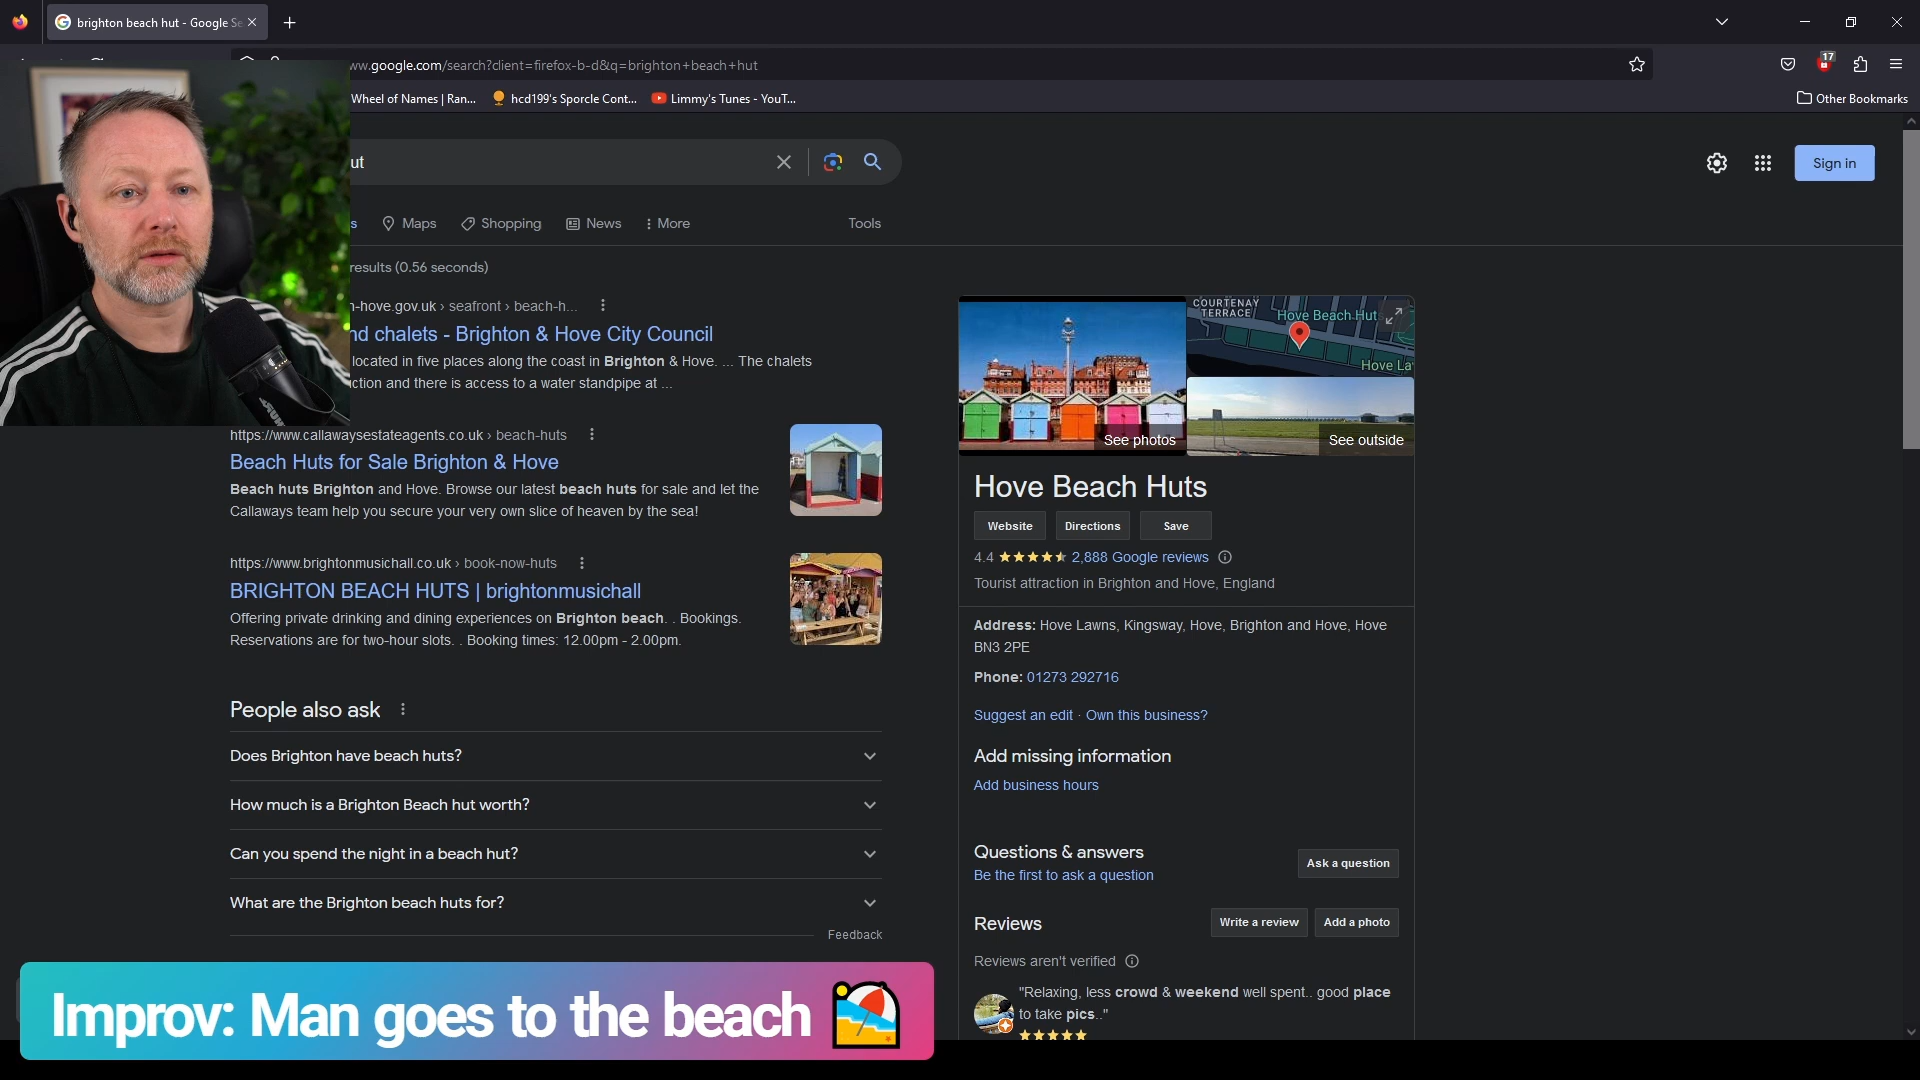 brighton beach hut - Google Se
ww.google.com/search?client=firefox-b-d&q=brighton+beach+hut
17
Wheel of Names | Ran...
hcd199's Sporcle Cont...
Limmy's Tunes - YouT...
Other Bookmarks
ut
Sign in
s
Maps
Shopping
News
More
Tools
results (0.56 seconds)
n-hove.gov.uk › seafront › beach-h...
nd chalets - Brighton & Hove City Council
located in five places along the coast in Brighton & Hove. ... The chalets
ction and there is access to a water standpipe at ...
https://www.callawaysestateagents.co.uk › beach-huts
Beach Huts for Sale Brighton & Hove
Beach huts Brighton and Hove. Browse our latest beach huts for sale and let the
Callaways team help you secure your very own slice of heaven by the sea!
https://www.brightonmusichall.co.uk › book-now-huts
BRIGHTON BEACH HUTS | brightonmusichall
Offering private drinking and dining experiences on Brighton beach. . Bookings.
Reservations are for two-hour slots. . Booking times: 12.00pm - 2.00pm.
People also ask
Does Brighton have beach huts?
How much is a Brighton Beach hut worth?
Can you spend the night in a beach hut?
What are the Brighton beach huts for?
Feedback
COURTENAY
TERRACE
Hove Beach Huts
Hove La
See photos
See outside
Hove Beach Huts
Website
Directions
Save
4.4
2,888 Google reviews
Tourist attraction in Brighton and Hove, England
Address: Hove Lawns, Kingsway, Hove, Brighton and Hove, Hove
BN3 2PE
Phone: 01273 292716
Suggest an edit · Own this business?
Add missing information
Add business hours
Questions & answers
Be the first to ask a question
Ask a question
Reviews
Write a review
Add a photo
Reviews aren't verified
"Relaxing, less crowd & weekend well spent.. good place
to take pics.."
Improv: Man goes to the beach